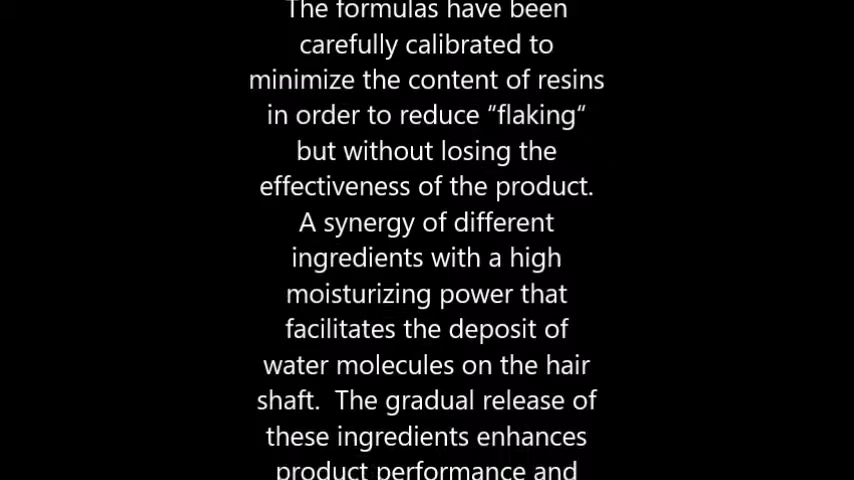 The formulas have been
carefully calibrated to
minimize the content of resins
in order to reduce “flaking“
but without losing the
effectiveness of the product.
A synergy of different
ingredients with a high
moisturizing power that
facilitates the deposit of
water molecules on the hair
shaft.  The gradual release of
these ingredients enhances
product performance and